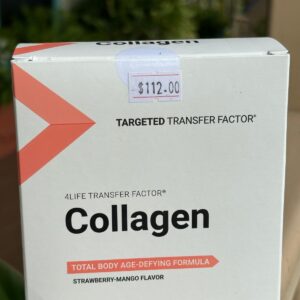 Collagen
$112.00
TARGETED TRANSFER FACTOR®
4LIFE TRANSFER FACTOR®
Collagen
TOTAL BODY AGE-DEFYING FORMULA
STRAWBERRY-MANGO FLAVOR